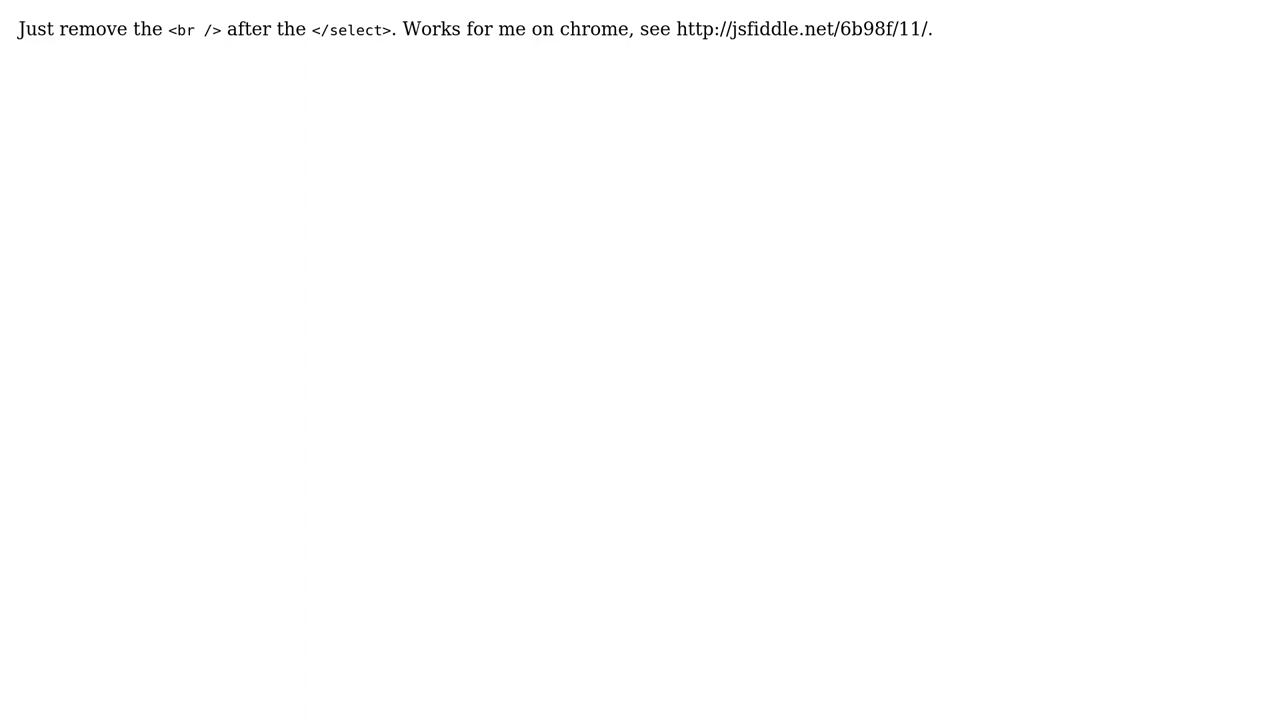 Just remove the <br /> after the </select>. Works for me on chrome, see http://jsfiddle.net/6b98f/11/.